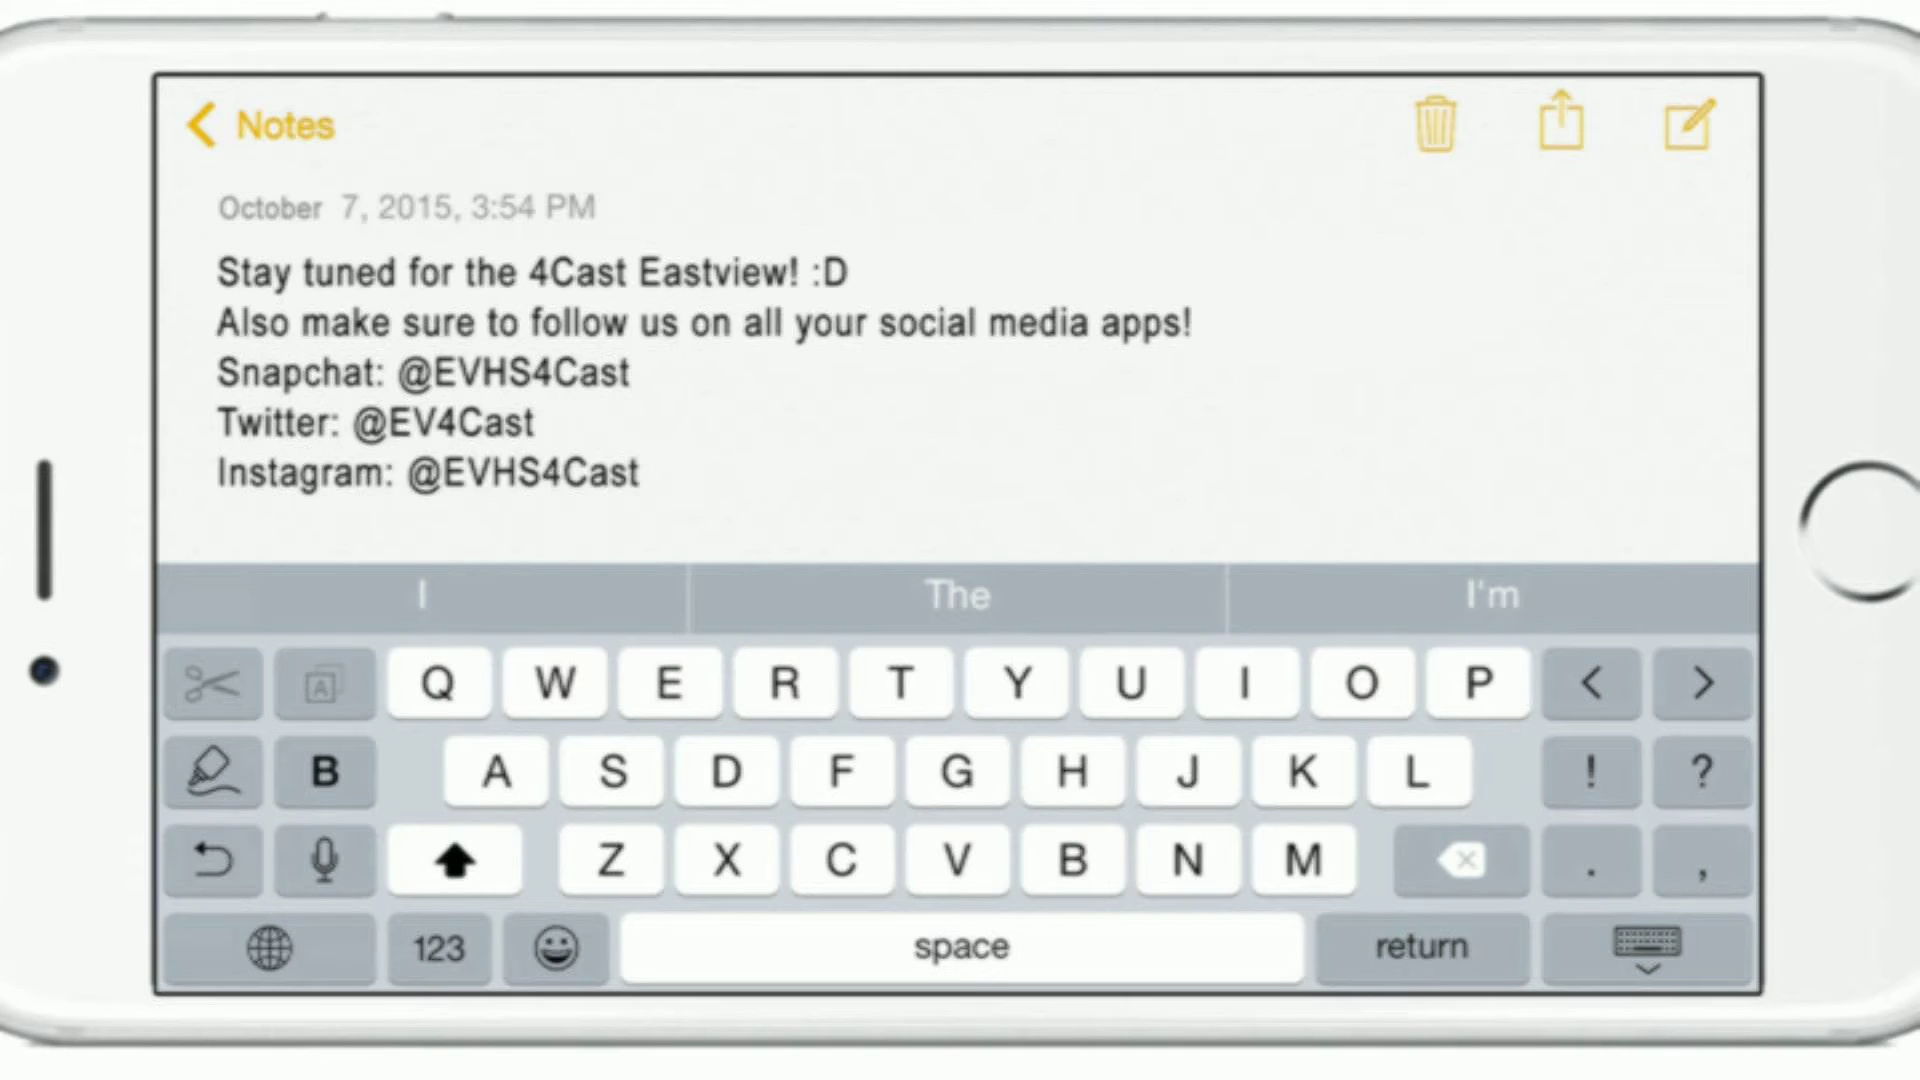 Notes
October 7, 2015, 3:54 PM
Stay tuned for the 4Cast Eastview! :D
Also make sure to follow us on all your social media apps!
Snapchat: @EVHS4Cast
Twitter: @EV4Cast
Instagram: @EVHS4Cast
I The I'm
A Q W E R T Y U I O P < >
B A S D F G H J K L ! ?
Z X C V B N M . ,
123 space return